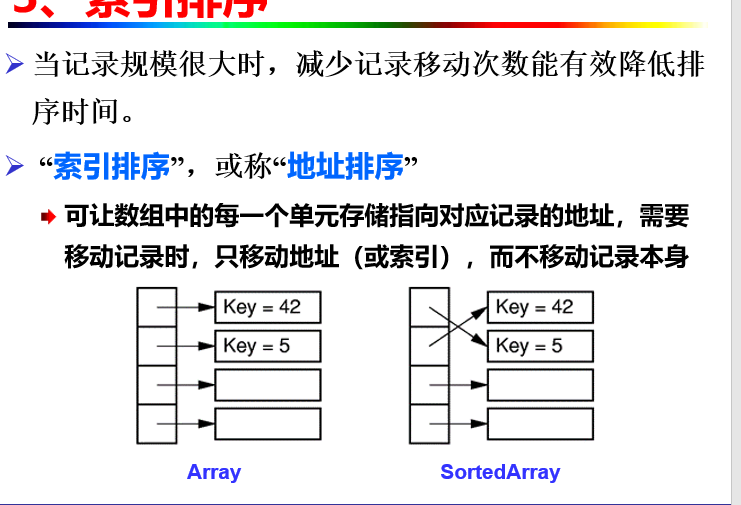 3、索引排序
当记录规模很大时，减少记录移动次数能有效降低排
序时间。
“索引排序”，或称“地址排序”
可让数组中的每一个单元存储指向对应记录的地址，需要
移动记录时，只移动地址（或索引），而不移动记录本身
Key = 42
Key = 42
Key = 5
Key = 5
Array
SortedArray